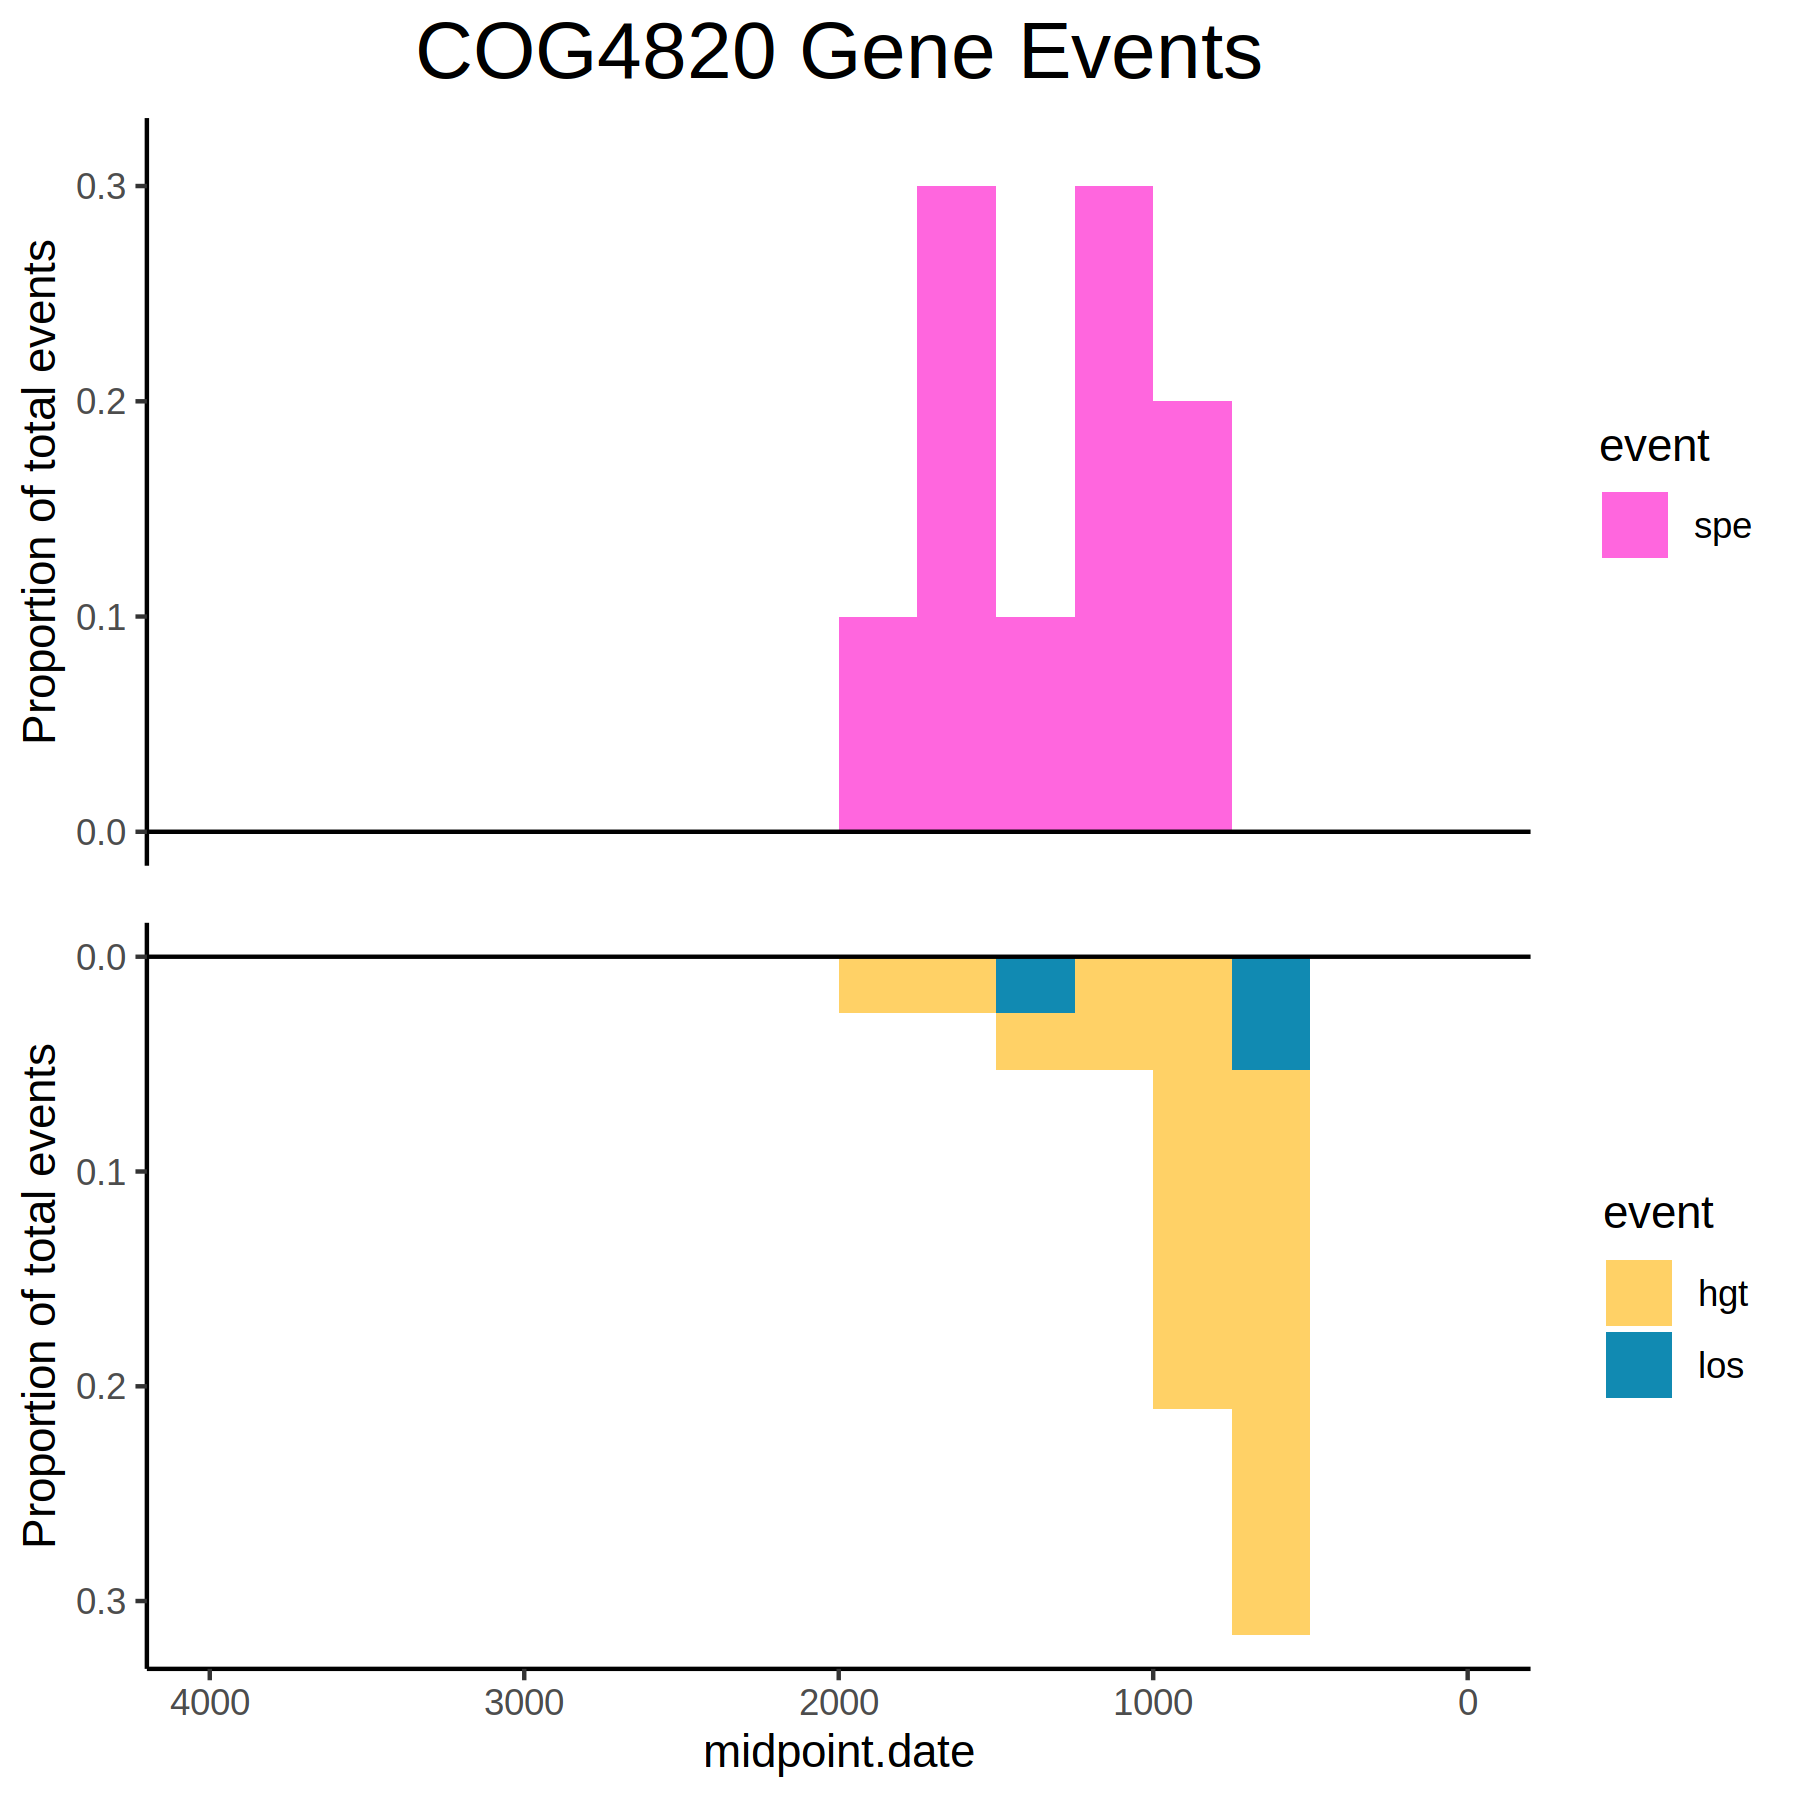 COG4820 Gene Events
Proportion of total events
0.3
0.2
0.1
0.0
event
spe
Proportion of total events
0.0
0.1
0.2
0.3
event
hgt
los
4000 3000 2000 1000 0
midpoint.date